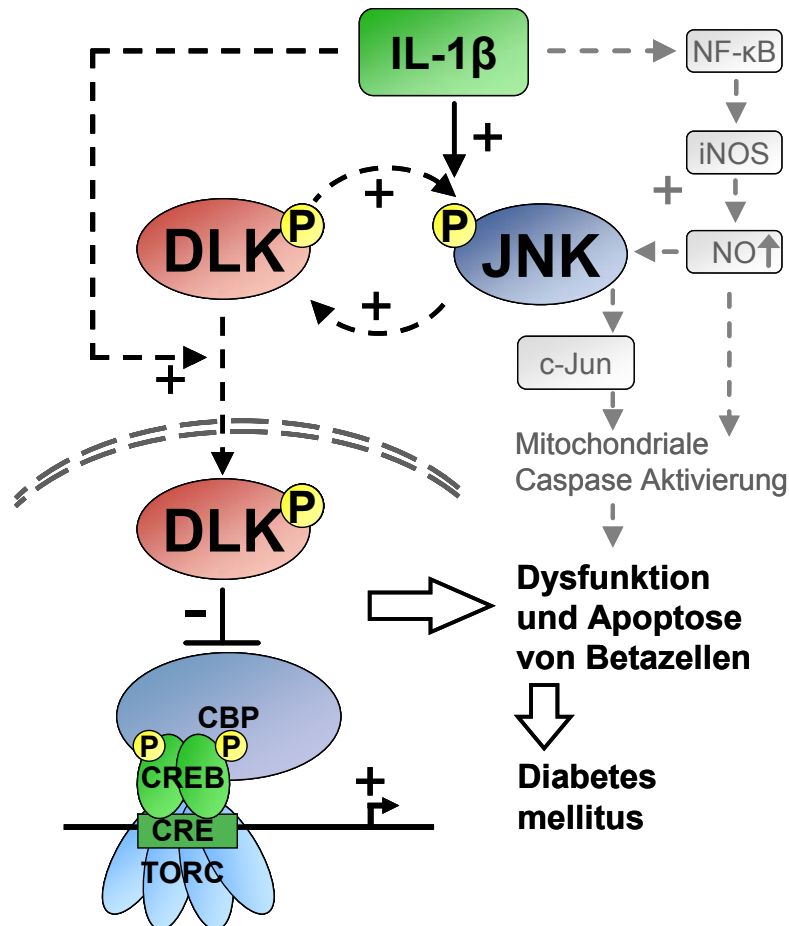 IL-1β
NF-κB
+
iNOS
+
+
P
P
DLK
JNK
NO
+
+
c-Jun
Mitochondriale
Caspase Aktivierung
P
DLK
Dysfunktion
und Apoptose
von Betazellen
-
CBP
P
P
CREB
+
Diabetes
mellitus
CRE
TORC